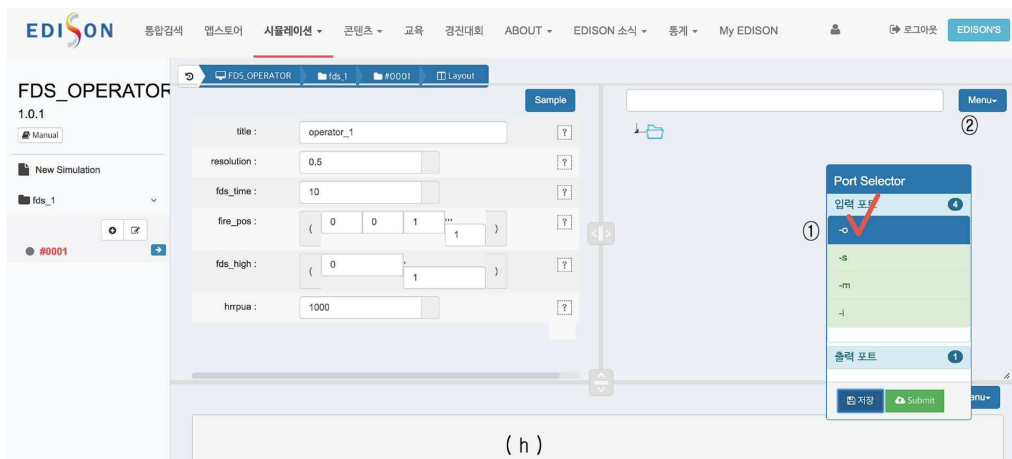 EDISON 통합검색 앱스토어 시뮬레이션 콘텐츠 교육 경진대회 ABOUT EDISON 소식 통계 My EDISON 로그아웃 EDISON'S
FDS_OPERATOR
1.0.1
Manual
New Simulation
fds_1
#0001
FDS_OPERATOR fds_1 #0001 Layout
Sample
title : operator_1 ?
resolution : 0.5 ?
fds_time : 10 ?
fire_pos : ( 0 0 1 ,,, 1 ) ?
fds_high : ( 0 , 1 ) ?
hrrpua : 1000 ?
Menu
②
Port Selector
입력 포트 4
①
-o
-s
-m
-i
출력 포트 1
저장 Submit
enu
(h)